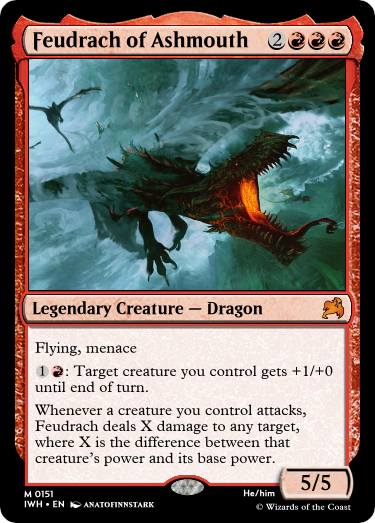 Feudrach of Ashmouth 2
Legendary Creature — Dragon
Flying, menace
1 : Target creature you control gets +1/+0
until end of turn.
Whenever a creature you control attacks,
Feudrach deals X damage to any target,
where X is the difference between that
creature's power and its base power.
5/5
M 0151 He/him
IWH • EN ANATOFINNSTARK © Wizards of the Coast